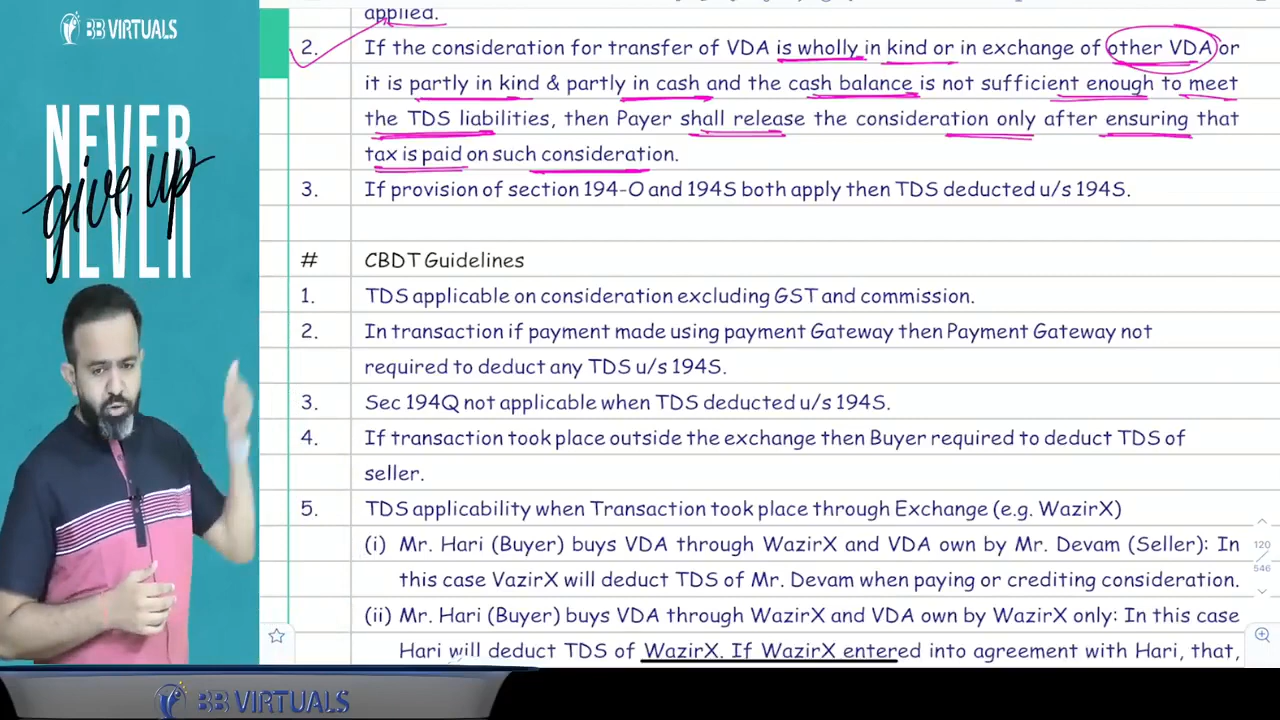 BB VIRTUALS
NEVER
give up
NEVER
applied.
2. If the consideration for transfer of VDA is wholly in kind or in exchange of other VDA or
it is partly in kind & partly in cash and the cash balance is not sufficient enough to meet
the TDS liabilities, then Payer shall release the consideration only after ensuring that
tax is paid on such consideration.
3. If provision of section 194-O and 194S both apply then TDS deducted u/s 194S.
# CBDT Guidelines
1. TDS applicable on consideration excluding GST and commission.
2. In transaction if payment made using payment Gateway then Payment Gateway not
required to deduct any TDS u/s 194S.
3. Sec 194Q not applicable when TDS deducted u/s 194S.
4. If transaction took place outside the exchange then Buyer required to deduct TDS of
seller.
5. TDS applicability when Transaction took place through Exchange (e.g. WazirX)
(i) Mr. Hari (Buyer) buys VDA through WazirX and VDA own by Mr. Devam (Seller): In
this case VazirX will deduct TDS of Mr. Devam when paying or crediting consideration.
(ii) Mr. Hari (Buyer) buys VDA through WazirX and VDA own by WazirX only: In this case
Hari will deduct TDS of WazirX. If WazirX entered into agreement with Hari, that,
120
546
BB VIRTUALS